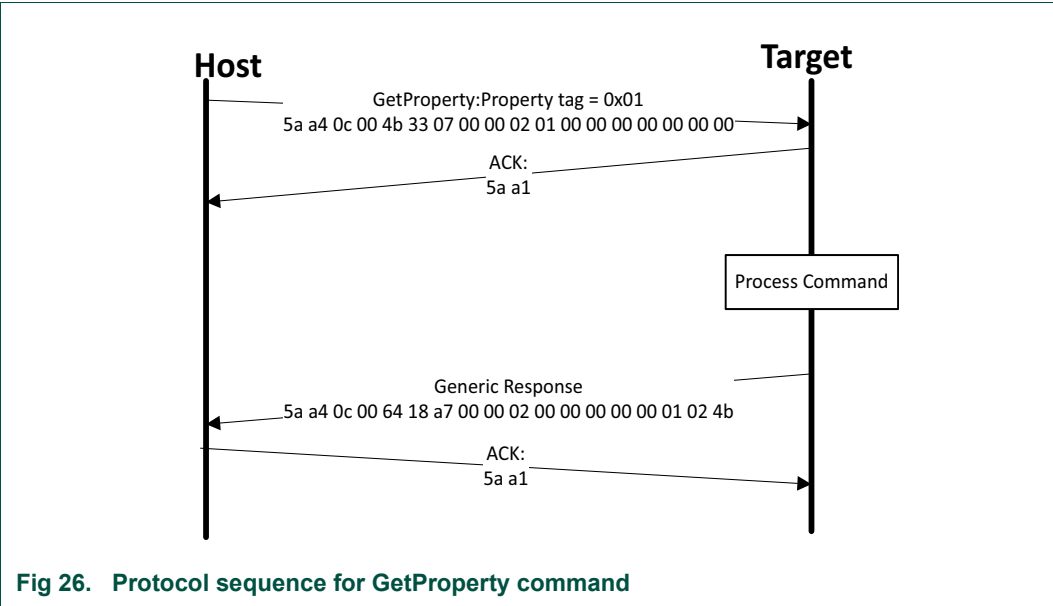 Host
Target
GetProperty:Property tag = 0x01
5a a4 0c 00 4b 33 07 00 00 02 01 00 00 00 00 00 00 00
ACK:
5a a1
Process Command
Generic Response
5a a4 0c 00 64 18 a7 00 00 02 00 00 00 00 00 01 02 4b
ACK:
5a a1
Fig 26. Protocol sequence for GetProperty command